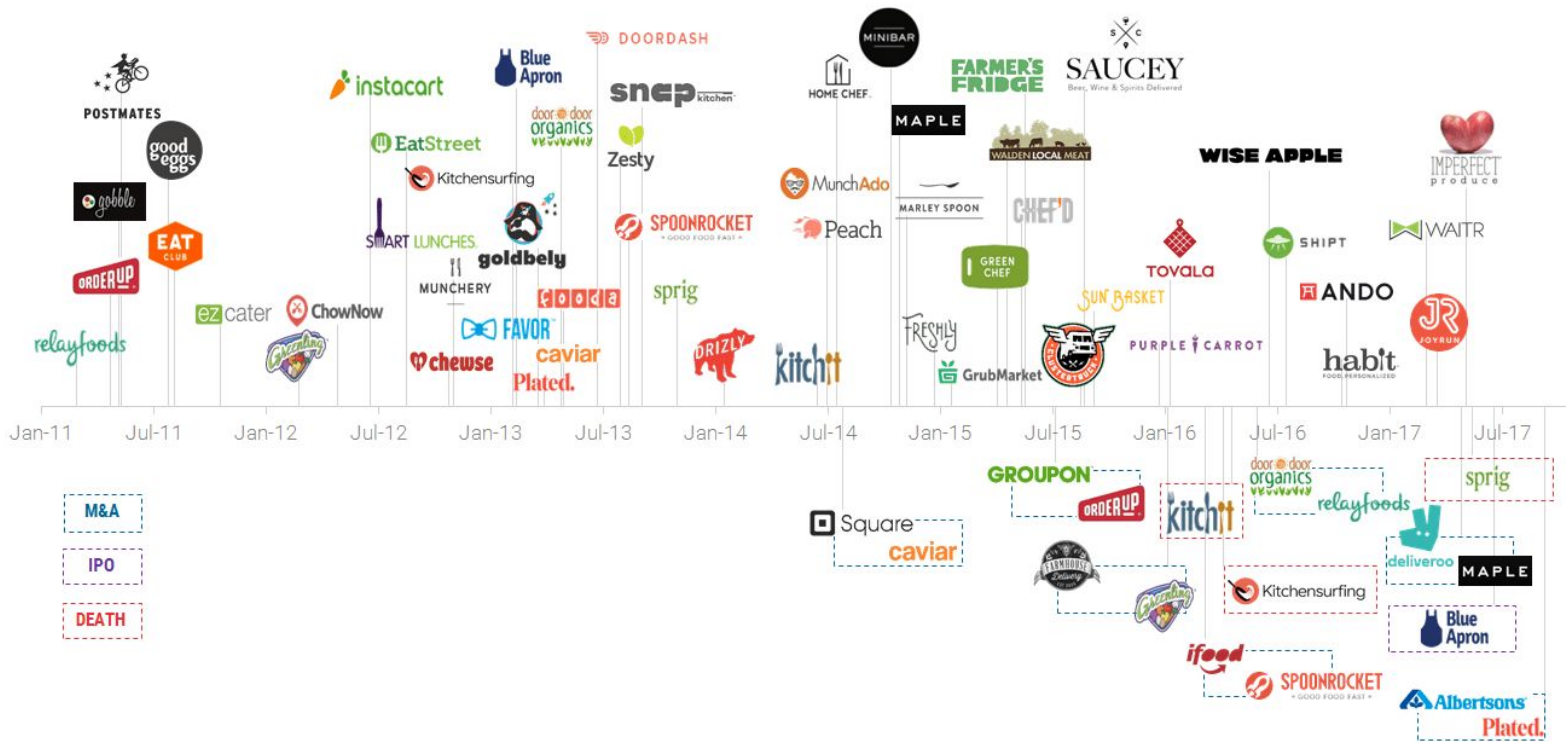 POSTMATES
good
eggs
gobble
EAT
CLUB
ORDERUP
relayfoods
ezcater
ChowNow
Greenling
instacart
EatStreet
Kitchensurfing
SMART LUNCHES
MUNCHERY
FAVOR
chewse
Blue
Apron
door to door
organics
goldbely
fooda
caviar
Plated.
DOORDASH
snap kitchen
Zesty
SPOONROCKET
GOOD FOOD FAST
sprig
DRIZLY
HOME CHEF
MunchAdo
Peach
kitchit
MINIBAR
MAPLE
MARLEY SPOON
FRESHLY
GrubMarket
FARMER'S
FRIDGE
WALDEN LOCAL MEAT
CHEF'D
GREEN
CHEF
S C
SAUCEY
Beer, Wine & Spirits Delivered
SUN BASKET
CLUSTERTRUCK
TOVALA
PURPLE CARROT
WISE APPLE
SHIPT
ANDO
habit
FOOD, PERSONALIZED
IMPERFECT
produce
WAITR
JR
JOYRUN
Jan-11
Jul-11
Jan-12
Jul-12
Jan-13
Jul-13
Jan-14
Jul-14
Jan-15
Jul-15
Jan-16
Jul-16
Jan-17
Jul-17
M&A
IPO
DEATH
Square
caviar
GROUPON
ORDERUP
FARMHOUSE
Delivery
Greenling
kitchit
door to door
organics
relayfoods
Kitchensurfing
ifood
SPOONROCKET
GOOD FOOD FAST
sprig
deliveroo
MAPLE
Blue
Apron
Albertsons
Plated.